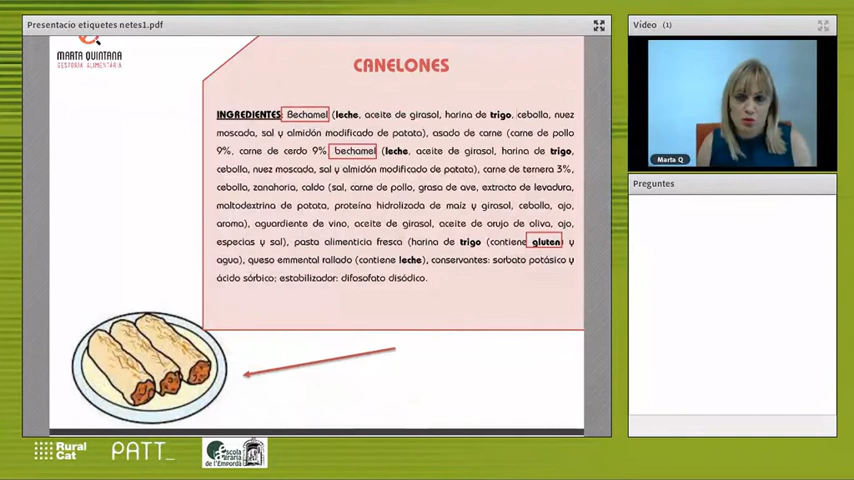 Presentacio etiquetes netes1.pdf
Vídeo (1)
MARTA QUINTANA
GESTORIA ALIMENTÀRIA
CANELONES
INGREDIENTES: Bechamel (leche, aceite de girasol, harina de trigo, cebolla, nuez
moscada, sal y almidón modificado de patata), asado de carne (carne de pollo
9%, carne de cerdo 9% bechamel (leche, aceite de girasol, harina de trigo,
cebolla, nuez moscada, sal y almidón modificado de patata), carne de ternera 3%,
cebolla, zanahoria, caldo (sal, carne de pollo, grasa de ave, extracto de levadura,
maltodextrina de patata, proteína hidrolizada de maíz y girasol, cebolla, ajo,
aroma), aguardiente de vino, aceite de girasol, aceite de orujo de oliva, ajo,
especias y sal), pasta alimenticia fresca (harina de trigo (contiene gluten) y
agua), queso emmental rallado (contiene leche), conservantes: sorbato potásico y
ácido sórbico; estabilizador: difosofato disódico.
Marta Q
Preguntes
Rural
Cat
PATT_
escola
agrària
de l'Empordà